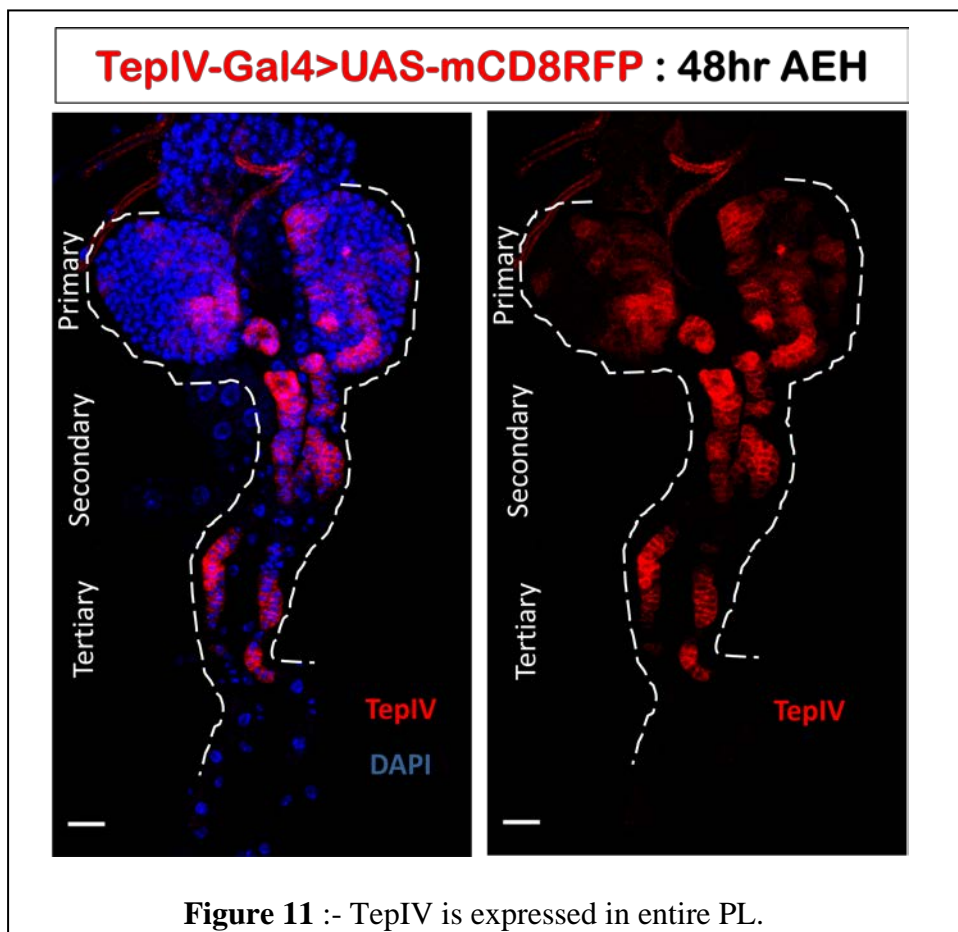 TepIV-Gal4>UAS-mCD8RFP : 48hr AEH
Primary
Secondary
Tertiary
TepIV
DAPI
Primary
Secondary
Tertiary
TepIV
Figure 11 :- TepIV is expressed in entire PL.